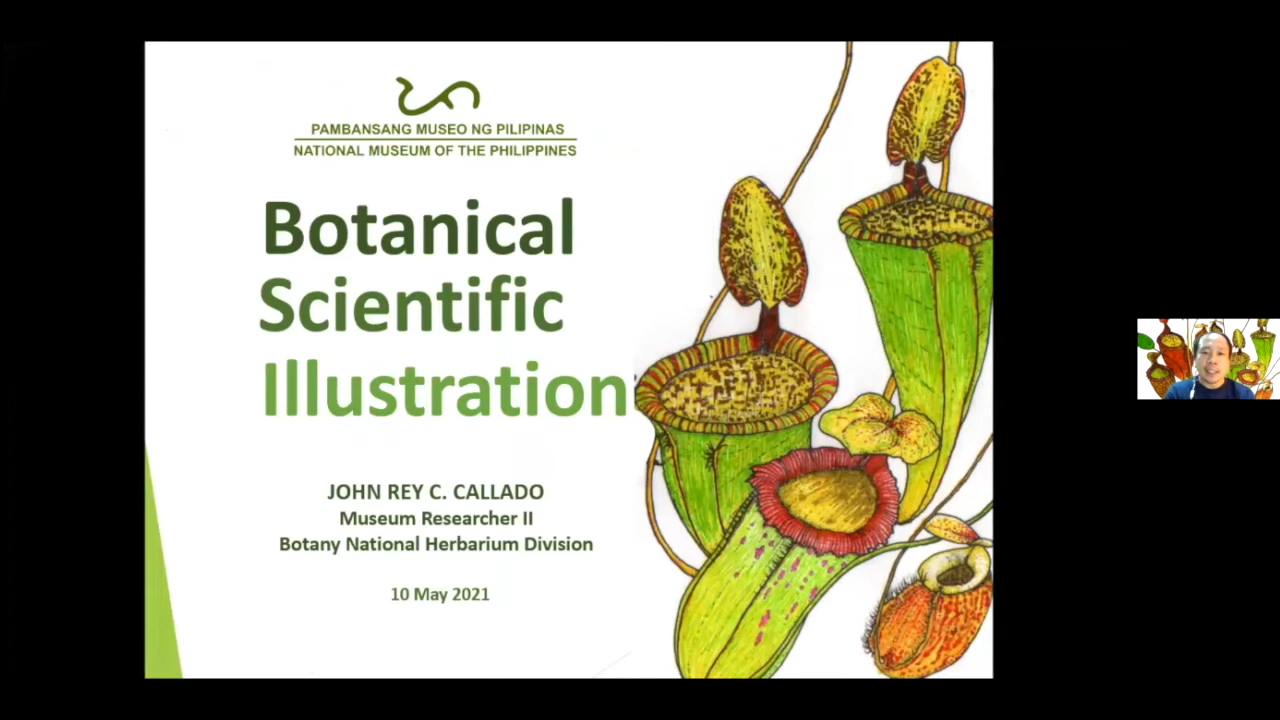 PAMBANSANG MUSEO NG PILIPINAS
NATIONAL MUSEUM OF THE PHILIPPINES
Botanical
Scientific
Illustration
JOHN REY C. CALLADO
Museum Researcher II
Botany National Herbarium Division
10 May 2021